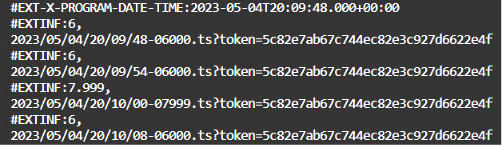 #EXT-X-PROGRAM-DATE-TIME:2023-05-04T20:09:48.000+00:00
#EXTINF:6,
2023/05/04/20/09/48-06000.ts?token=5c82e7ab67c744ec82e3c927d6622e4f
#EXTINF:6,
2023/05/04/20/09/54-06000.ts?token=5c82e7ab67c744ec82e3c927d6622e4f
#EXTINF:7.999,
2023/05/04/20/10/00-07999.ts?token=5c82e7ab67c744ec82e3c927d6622e4f
#EXTINF:6,
2023/05/04/20/10/08-06000.ts?token=5c82e7ab67c744ec82e3c927d6622e4f